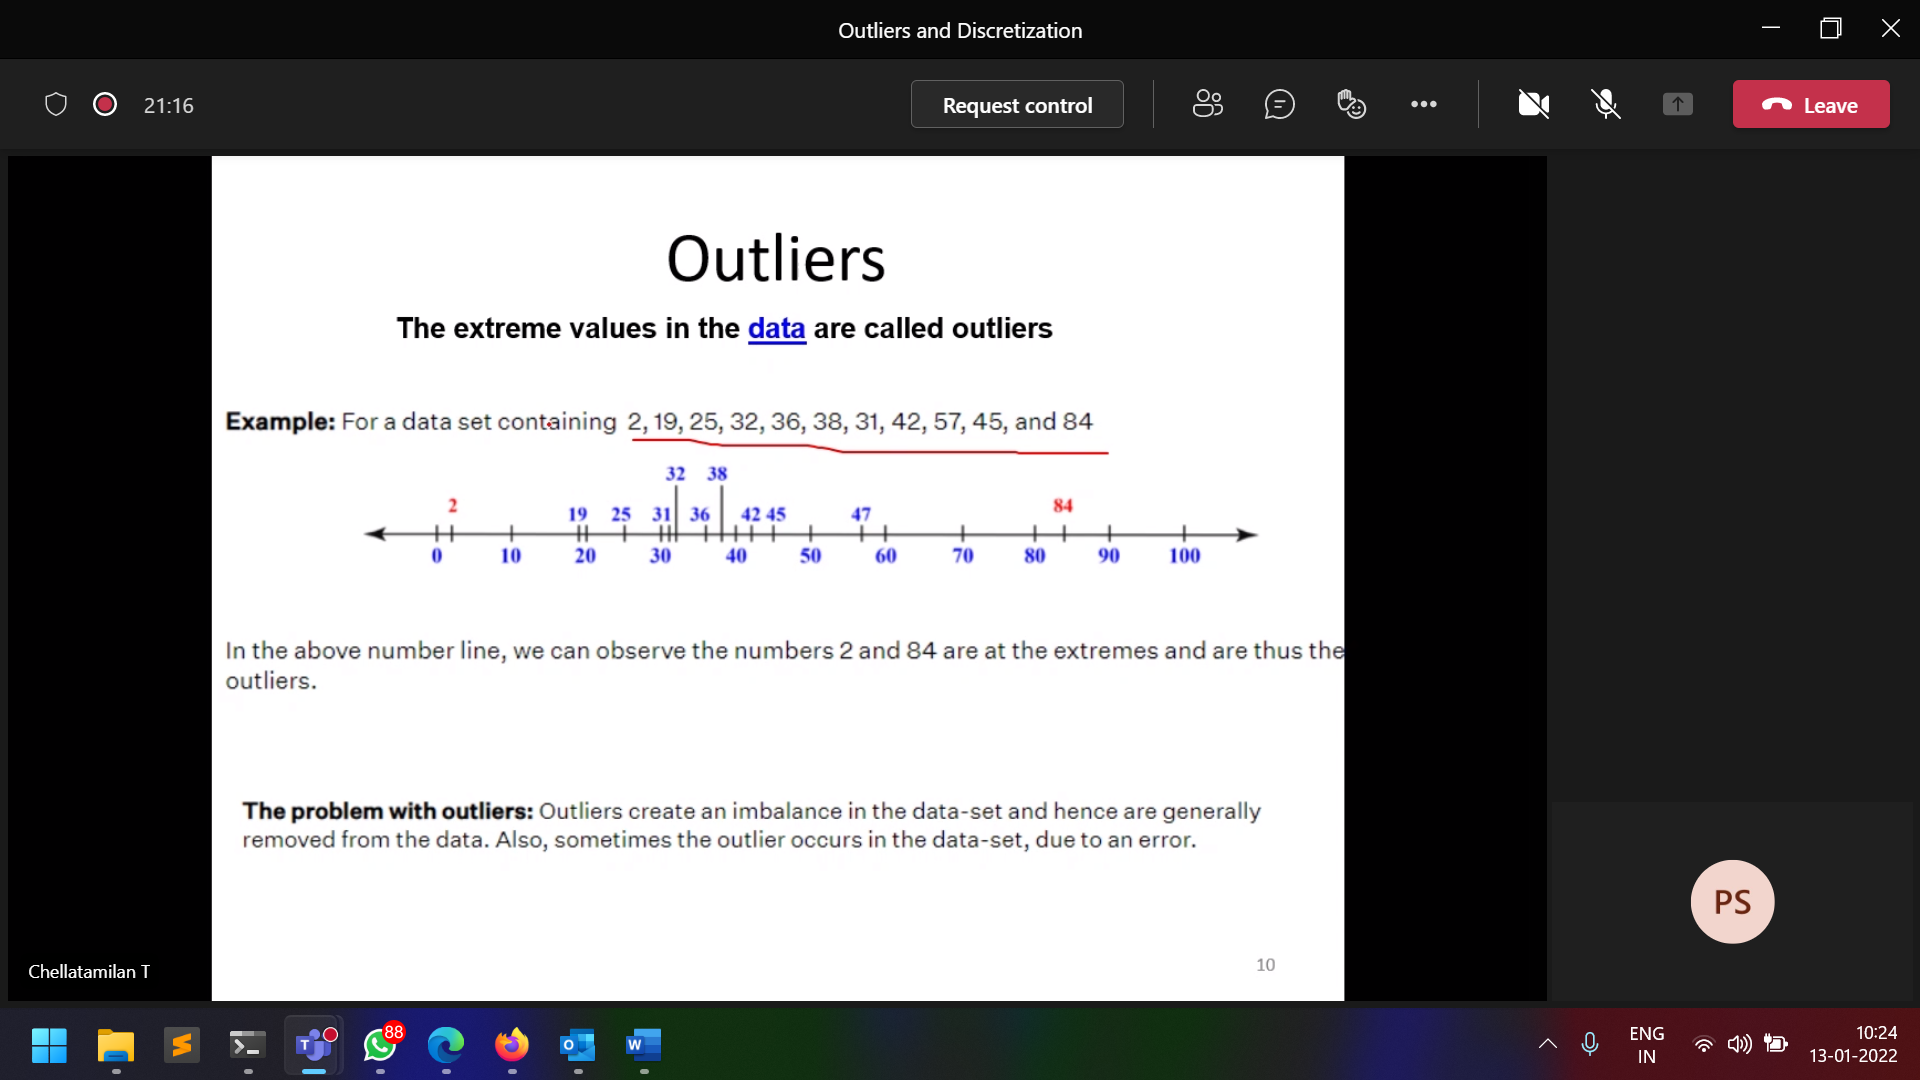 Outliers and Discretization
21:16
Request control
Leave
Outliers
The extreme values in the data are called outliers
Example: For a data set containing 2, 19, 25, 32, 36, 38, 31, 42, 57, 45, and 84
32 38
2 19 25 31 36 42 45 47 84
0 10 20 30 40 50 60 70 80 90 100
In the above number line, we can observe the numbers 2 and 84 are at the extremes and are thus the
outliers.
The problem with outliers: Outliers create an imbalance in the data-set and hence are generally
removed from the data. Also, sometimes the outlier occurs in the data-set, due to an error.
PS
10
Chellatamilan T
88
ENG
IN
10:24
13-01-2022